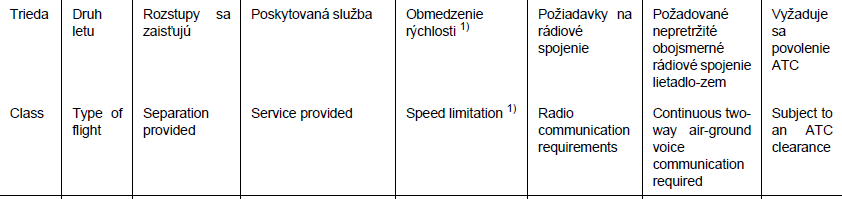 Trieda
Druh
letu
Rozstupy sa
zaisťujú
Poskytovaná služba
Obmedzenie
rýchlosti 1)
Požiadavky na
rádiové
spojenie
Požadované
nepretržité
obojsmerné
rádiové spojenie
lietadlo-zem
Vyžaduje
sa
povolenie
ATC
Class
Type of
flight
Separation
provided
Service provided
Speed limitation 1)
Radio
communication
requirements
Continuous two-
way air-ground
voice
communication
required
Subject to
an ATC
clearance